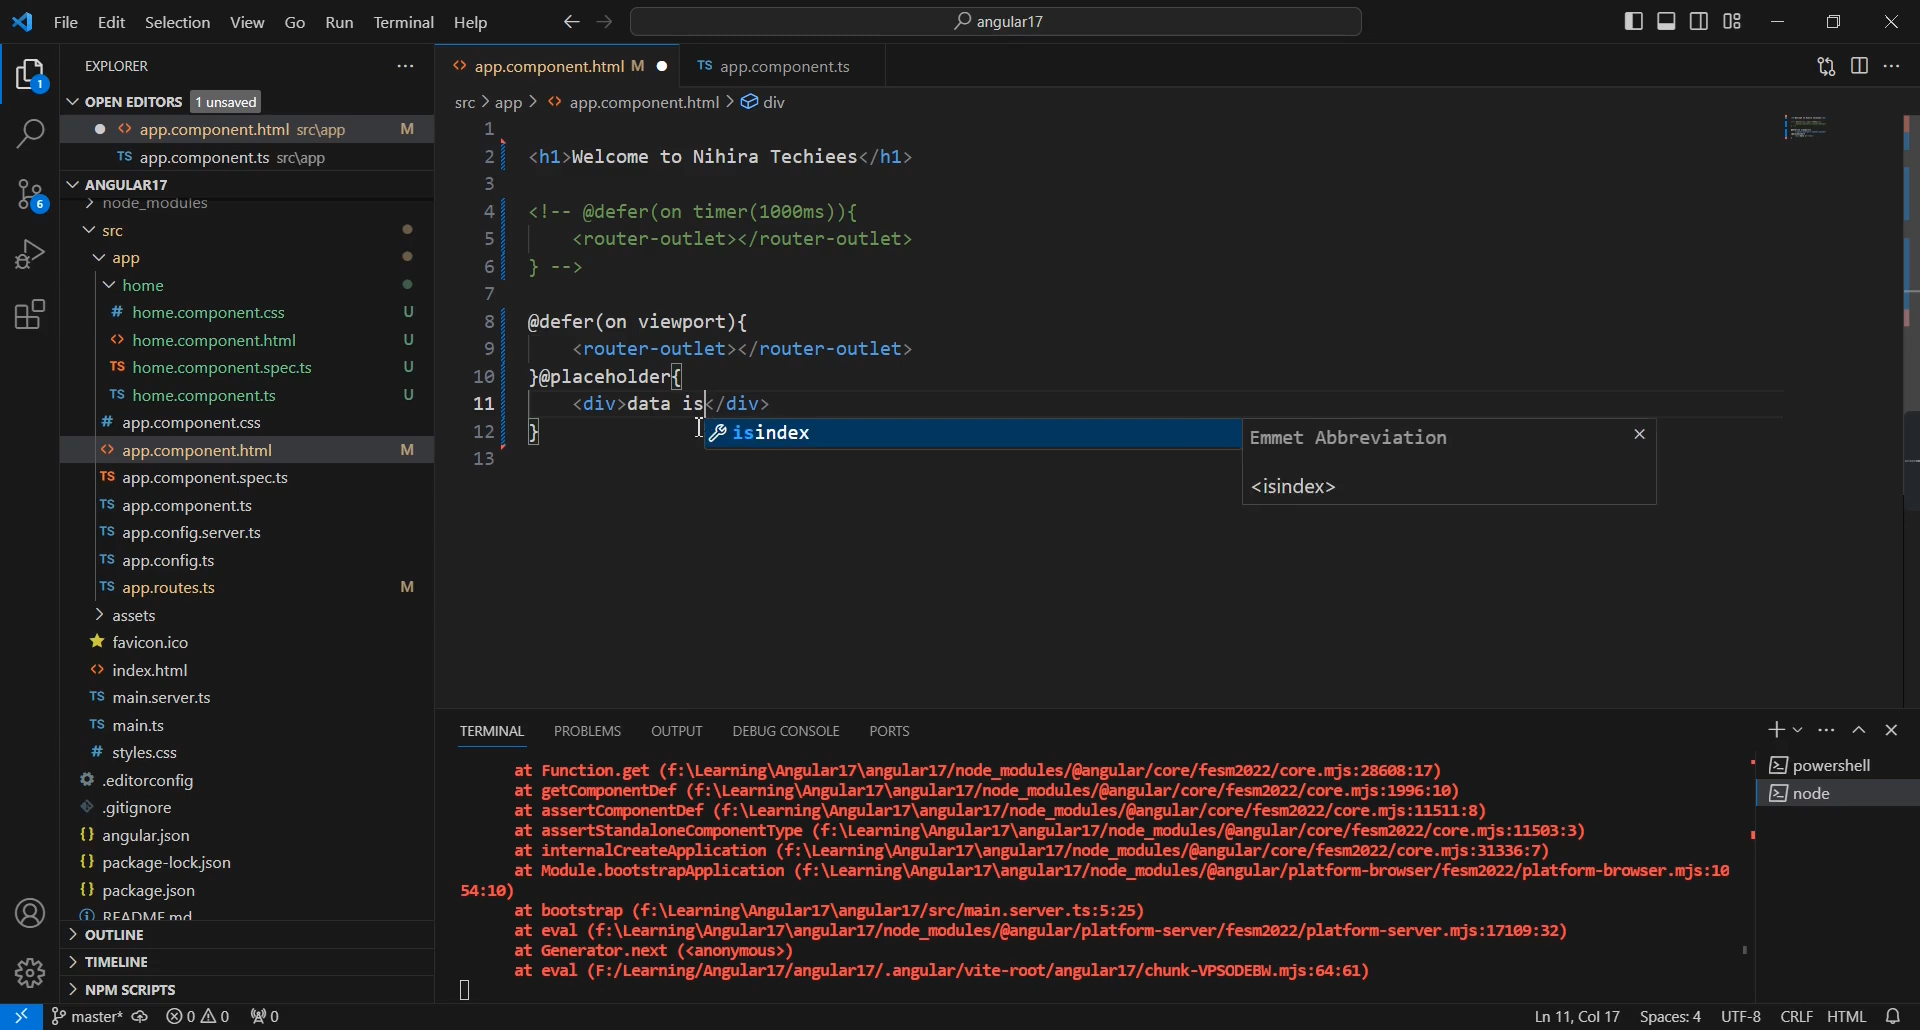 File Edit Selection View Go Run Terminal Help
angular17
EXPLORER
OPEN EDITORS 1 unsaved
app.component.html src\app M
TS app.component.ts src\app
ANGULAR17
node_modules
src
app
home
# home.component.css U
<> home.component.html U
TS home.component.spec.ts U
TS home.component.ts U
# app.component.css
<> app.component.html M
TS app.component.spec.ts
TS app.component.ts
TS app.config.server.ts
TS app.config.ts
TS app.routes.ts M
assets
favicon.ico
<> index.html
TS main.server.ts
TS main.ts
# styles.css
.editorconfig
.gitignore
{} angular.json
{} package-lock.json
{} package.json
README.md
OUTLINE
TIMELINE
NPM SCRIPTS
1
6
<> app.component.html M
TS app.component.ts
src > app > <> app.component.html > div
1
2 <h1>Welcome to Nihira Techiees</h1>
3
4 <!-- @defer(on timer(1000ms)){
5 <router-outlet></router-outlet>
6 } -->
7
8 @defer(on viewport){
9 <router-outlet></router-outlet>
10 }@placeholder{
11 <div>data is</div>
12 }
13
isindex
Emmet Abbreviation
<isindex>
TERMINAL PROBLEMS OUTPUT DEBUG CONSOLE PORTS
at Function.get (f:\Learning\Angular17\angular17/node_modules/@angular/core/fesm2022/core.mjs:28608:17)
at getComponentDef (f:\Learning\Angular17\angular17/node_modules/@angular/core/fesm2022/core.mjs:1996:10)
at assertComponentDef (f:\Learning\Angular17\angular17/node_modules/@angular/core/fesm2022/core.mjs:11511:8)
at assertStandaloneComponentType (f:\Learning\Angular17\angular17/node_modules/@angular/core/fesm2022/core.mjs:11503:3)
at internalCreateApplication (f:\Learning\Angular17\angular17/node_modules/@angular/core/fesm2022/core.mjs:31336:7)
at Module.bootstrapApplication (f:\Learning\Angular17\angular17/node_modules/@angular/platform-browser/fesm2022/platform-browser.mjs:10
54:10)
at bootstrap (f:\Learning\Angular17\angular17/src/main.server.ts:5:25)
at eval (f:\Learning\Angular17\angular17/node_modules/@angular/platform-server/fesm2022/platform-server.mjs:17109:32)
at Generator.next (<anonymous>)
at eval (F:/Learning/Angular17/angular17/.angular/vite-root/angular17/chunk-VPSODEBW.mjs:64:61)
powershell
node
master* 0 0 0
Ln 11, Col 17 Spaces: 4 UTF-8 CRLF HTML